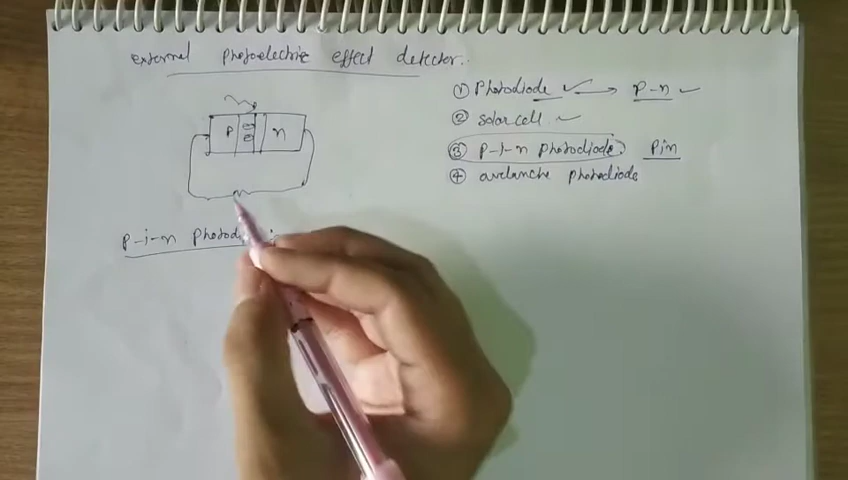 external photoelectric effect detector..
① Photodiode ✓ → P-n ✓
② solar cell ✓
③ P-i-n Photodiode. Pin
④ avalanche photodiode
P n
P-i-n